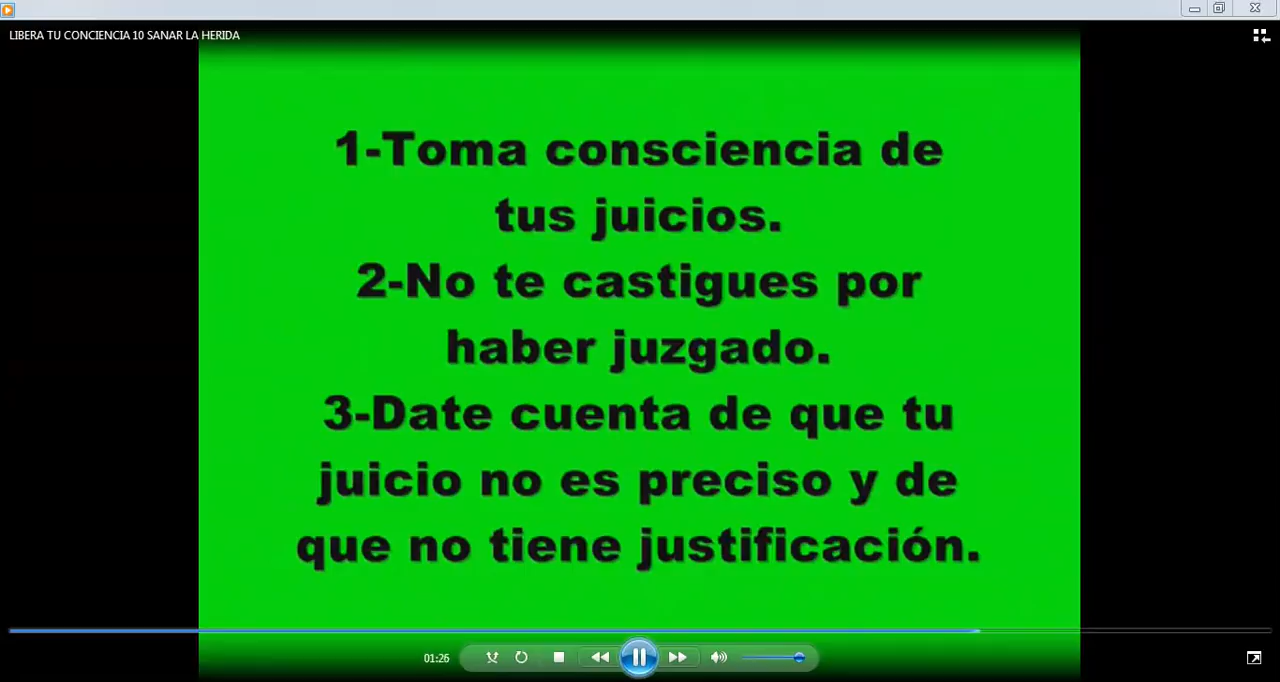 LIBERA TU CONCIENCIA 10 SANAR LA HERIDA
1-Toma consciencia de
tus juicios.
2-No te castigues por
haber juzgado.
3-Date cuenta de que tu
juicio no es preciso y de
que no tiene justificación.
01:26